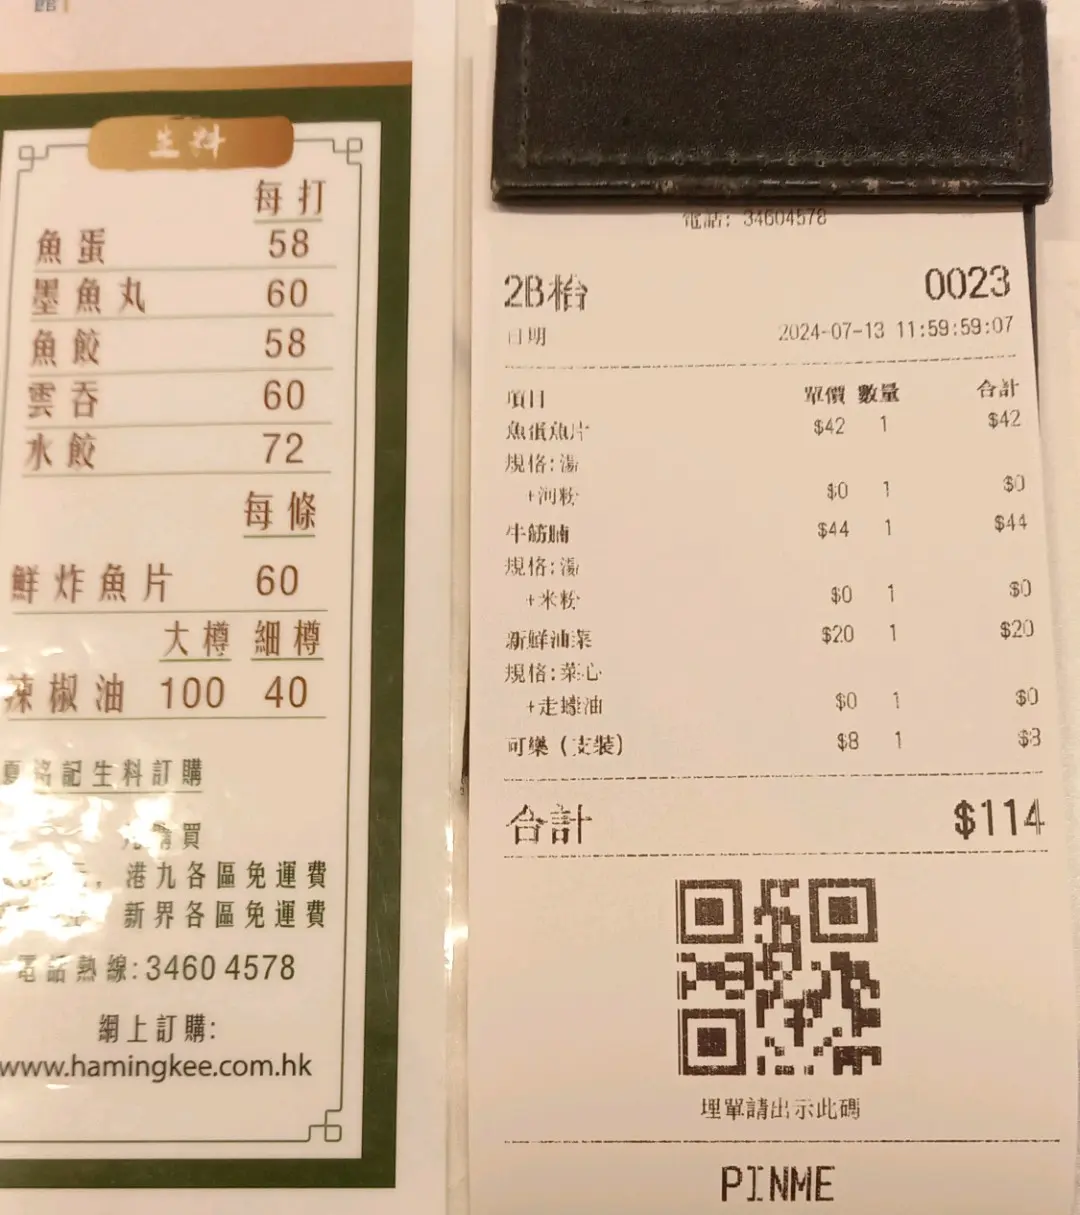 生料
每打
魚蛋 58
墨魚丸 60
魚餃 58
雲吞 60
水餃 72
每條
鮮炸魚片 60
大樽 細樽
辣椒油 100 40
夏銘記生料訂購
購買
港九各區免運費
新界各區免運費
電話熱線:3460 4578
網上訂購:
www.hamingkee.com.hk
電話: 34604578
2B枱 0023
日期 2024-07-13 11:59:59:07
項目 單價 數量 合計
魚蛋魚片 $42 1 $42
規格:湯
+河粉 $0 1 $0
牛筋腩 $44 1 $44
規格:湯
+米粉 $0 1 $0
新鮮油菜 $20 1 $20
規格:菜心
+走蠔油 $0 1 $0
可樂（支裝） $8 1 $8
合計 $114
埋單請出示此碼
PINME